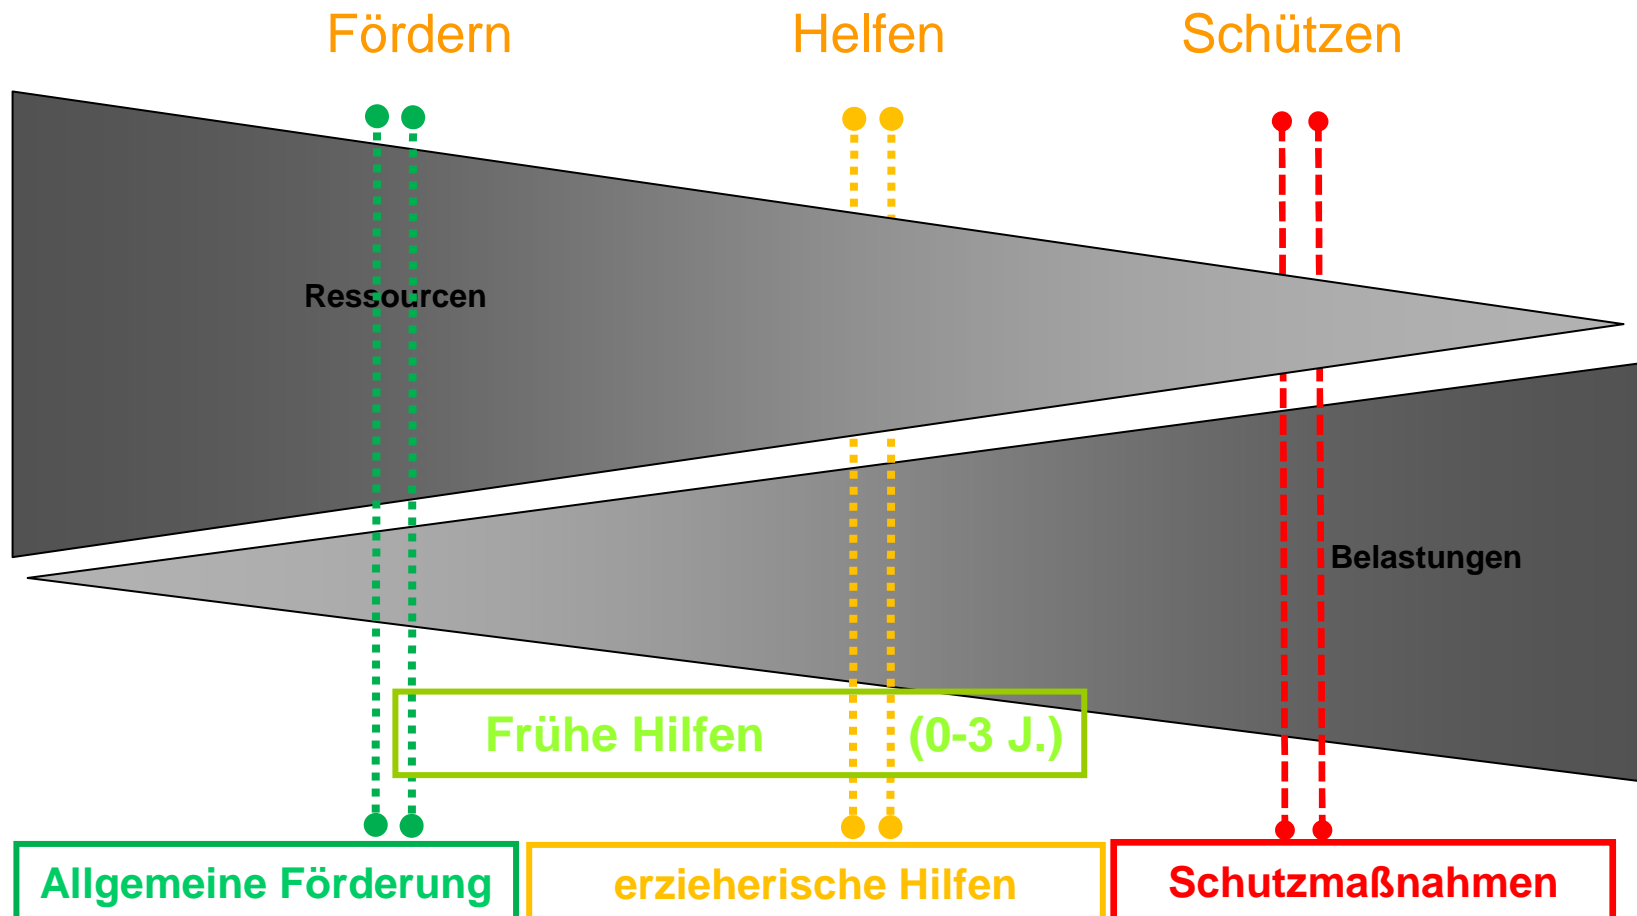 Fördern Helfen Schützen
Ressourcen
Belastungen
Frühe Hilfen (0-3 J.)
Allgemeine Förderung erzieherische Hilfen Schutzmaßnahmen